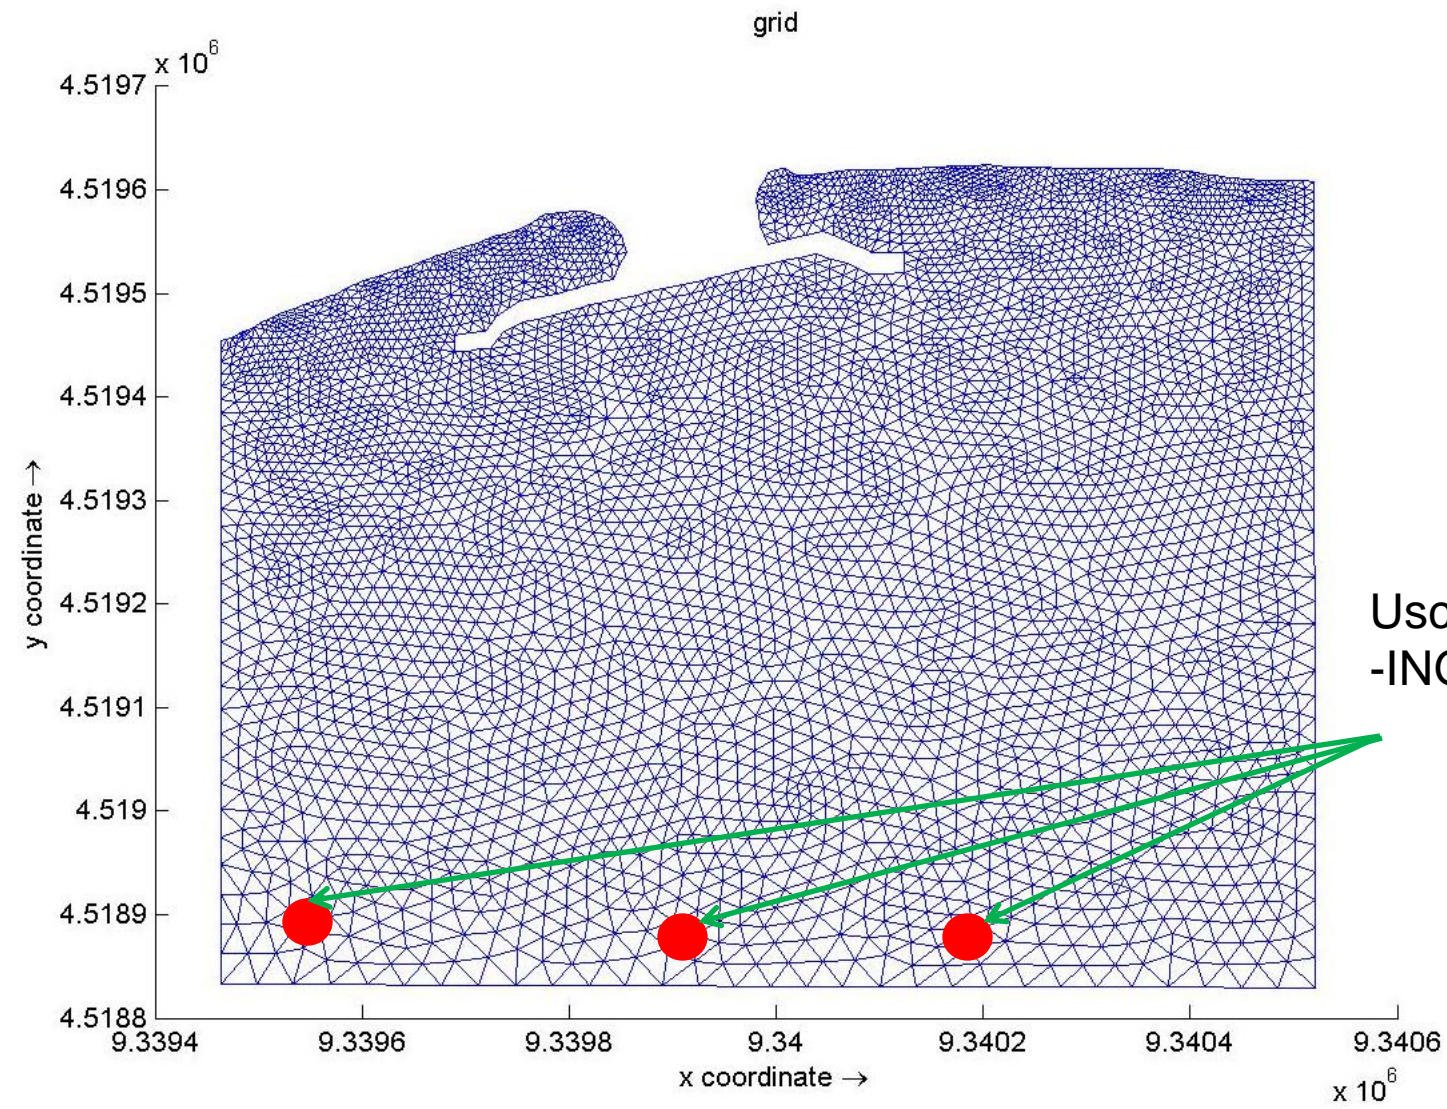 grid
x 10^6
4.5197
4.5196
4.5195
4.5194
4.5193
4.5192
4.5191
4.519
4.5189
4.5188
y coordinate →
9.3394 9.3396 9.3398 9.34 9.3402 9.3404 9.3406
x coordinate →
x 10^6